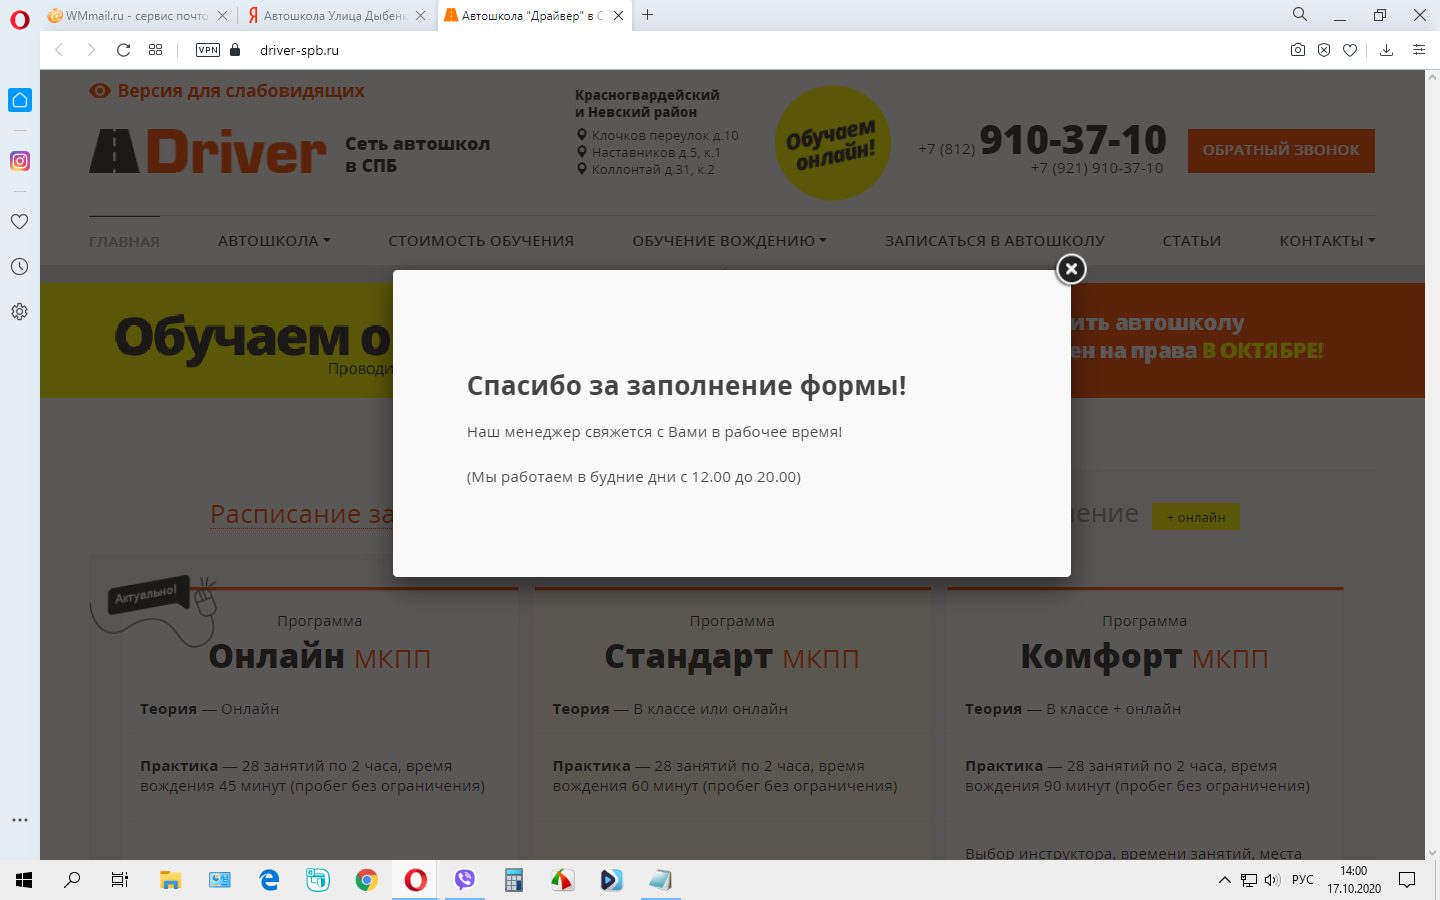 WMmail.ru - сервис почто
Автошкола Улица Дыбенк
Автошкола "Драйвер" в С
VPN
driver-spb.ru
Версия для слабовидящих
Driver
Сеть автошкол
в СПБ
Красногвардейский
и Невский район
Клочков переулок д.10
Наставников д.5, к.1
Коллонтай д.31, к.2
Обучаем
онлайн!
+7 (812) 910-37-10
+7 (921) 910-37-10
ОБРАТНЫЙ ЗВОНОК
ГЛАВНАЯ
АВТОШКОЛА
СТОИМОСТЬ ОБУЧЕНИЯ
ОБУЧЕНИЕ ВОЖДЕНИЮ
ЗАПИСАТЬСЯ В АВТОШКОЛУ
СТАТЬИ
КОНТАКТЫ
Обучаем о
Проводи
ить автошколу
ен на права В ОКТЯБРЕ!
Спасибо за заполнение формы!
Наш менеджер свяжется с Вами в рабочее время!
(Мы работаем в будние дни с 12.00 до 20.00)
Расписание за
ение
+ онлайн
Актуально!
Программа
Онлайн МКПП
Теория — Онлайн
Практика — 28 занятий по 2 часа, время
вождения 45 минут (пробег без ограничения)
Программа
Стандарт МКПП
Теория — В классе или онлайн
Практика — 28 занятий по 2 часа, время
вождения 60 минут (пробег без ограничения)
Программа
Комфорт МКПП
Теория — В классе + онлайн
Практика — 28 занятий по 2 часа, время
вождения 90 минут (пробег без ограничения)
Выбор инструктора, времени занятий, места
РУС
14:00
17.10.2020